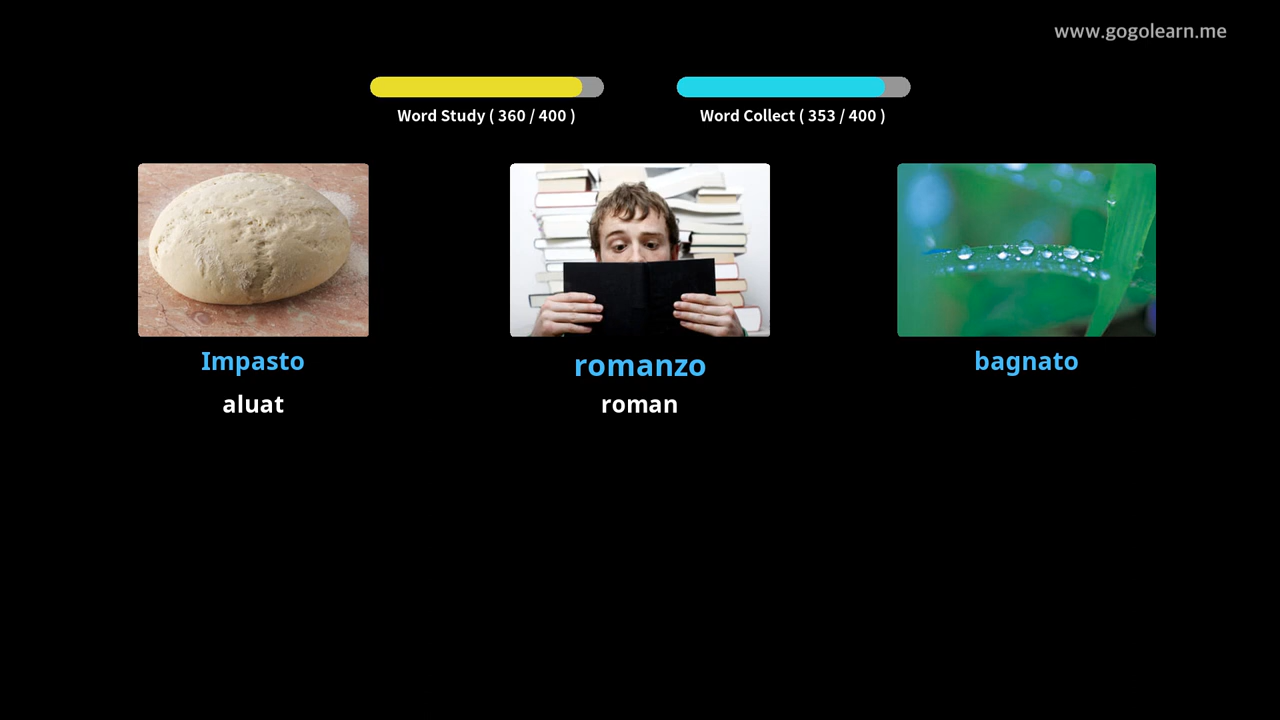 www.gogolearn.me
Word Study ( 360 / 400 )
Word Collect ( 353 / 400 )
Impasto
romanzo
bagnato
aluat
roman